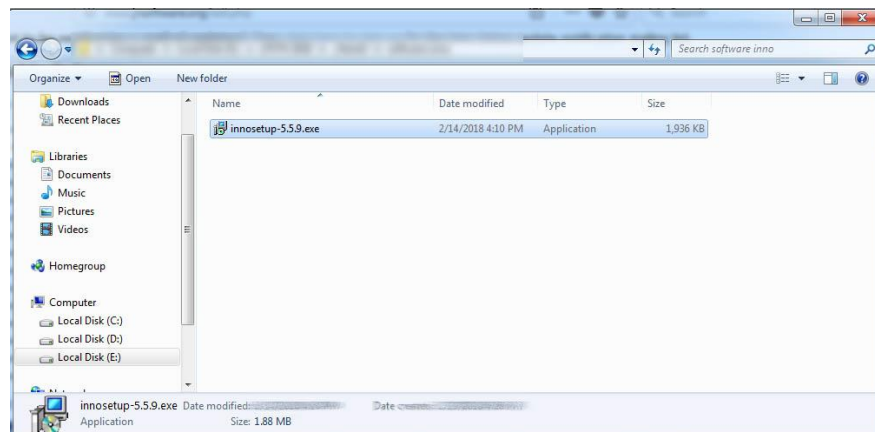 Search software inno
Organize Open New folder
Downloads
Recent Places
Libraries
Documents
Music
Pictures
Videos
Homegroup
Computer
Local Disk (C:)
Local Disk (D:)
Local Disk (E:)
Name Date modified Type Size
innosetup-5.5.9.exe 2/14/2018 4:10 PM Application 1,936 KB
innosetup-5.5.9.exe Date modified: Date
Application Size: 1.88 MB